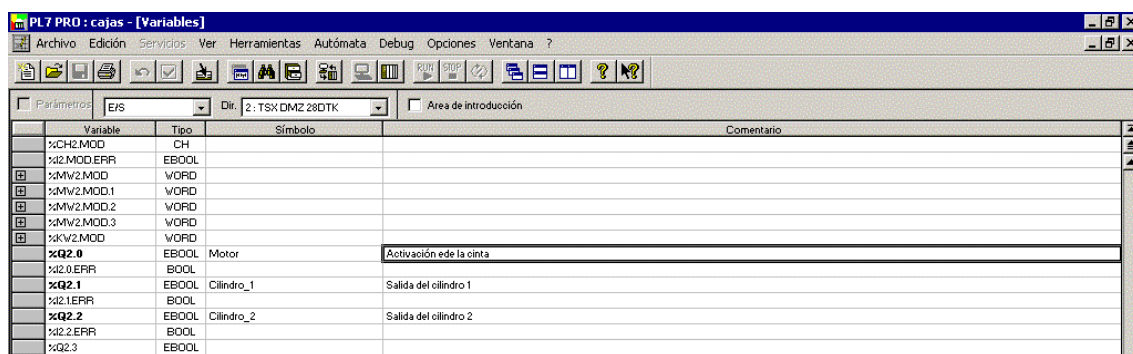 PL7 PRO : cajas - [Variables]
Archivo Edición Servicios Ver Herramientas Autómata Debug Opciones Ventana ?
RUN STOP
Parámetros E/S Dir. 2 : TSX DMZ 28DTK Area de introducción
Variable Tipo Símbolo Comentario
%CH2.MOD CH
%I2.MOD.ERR EBOOL
%MW2.MOD WORD
%MW2.MOD.1 WORD
%MW2.MOD.2 WORD
%MW2.MOD.3 WORD
%KW2.MOD WORD
%Q2.0 EBOOL Motor Activación ede la cinta
%I2.0.ERR BOOL
%Q2.1 EBOOL Cilindro_1 Salida del cilindro 1
%I2.1.ERR BOOL
%Q2.2 EBOOL Cilindro_2 Salida del cilindro 2
%I2.2.ERR BOOL
%Q2.3 EBOOL